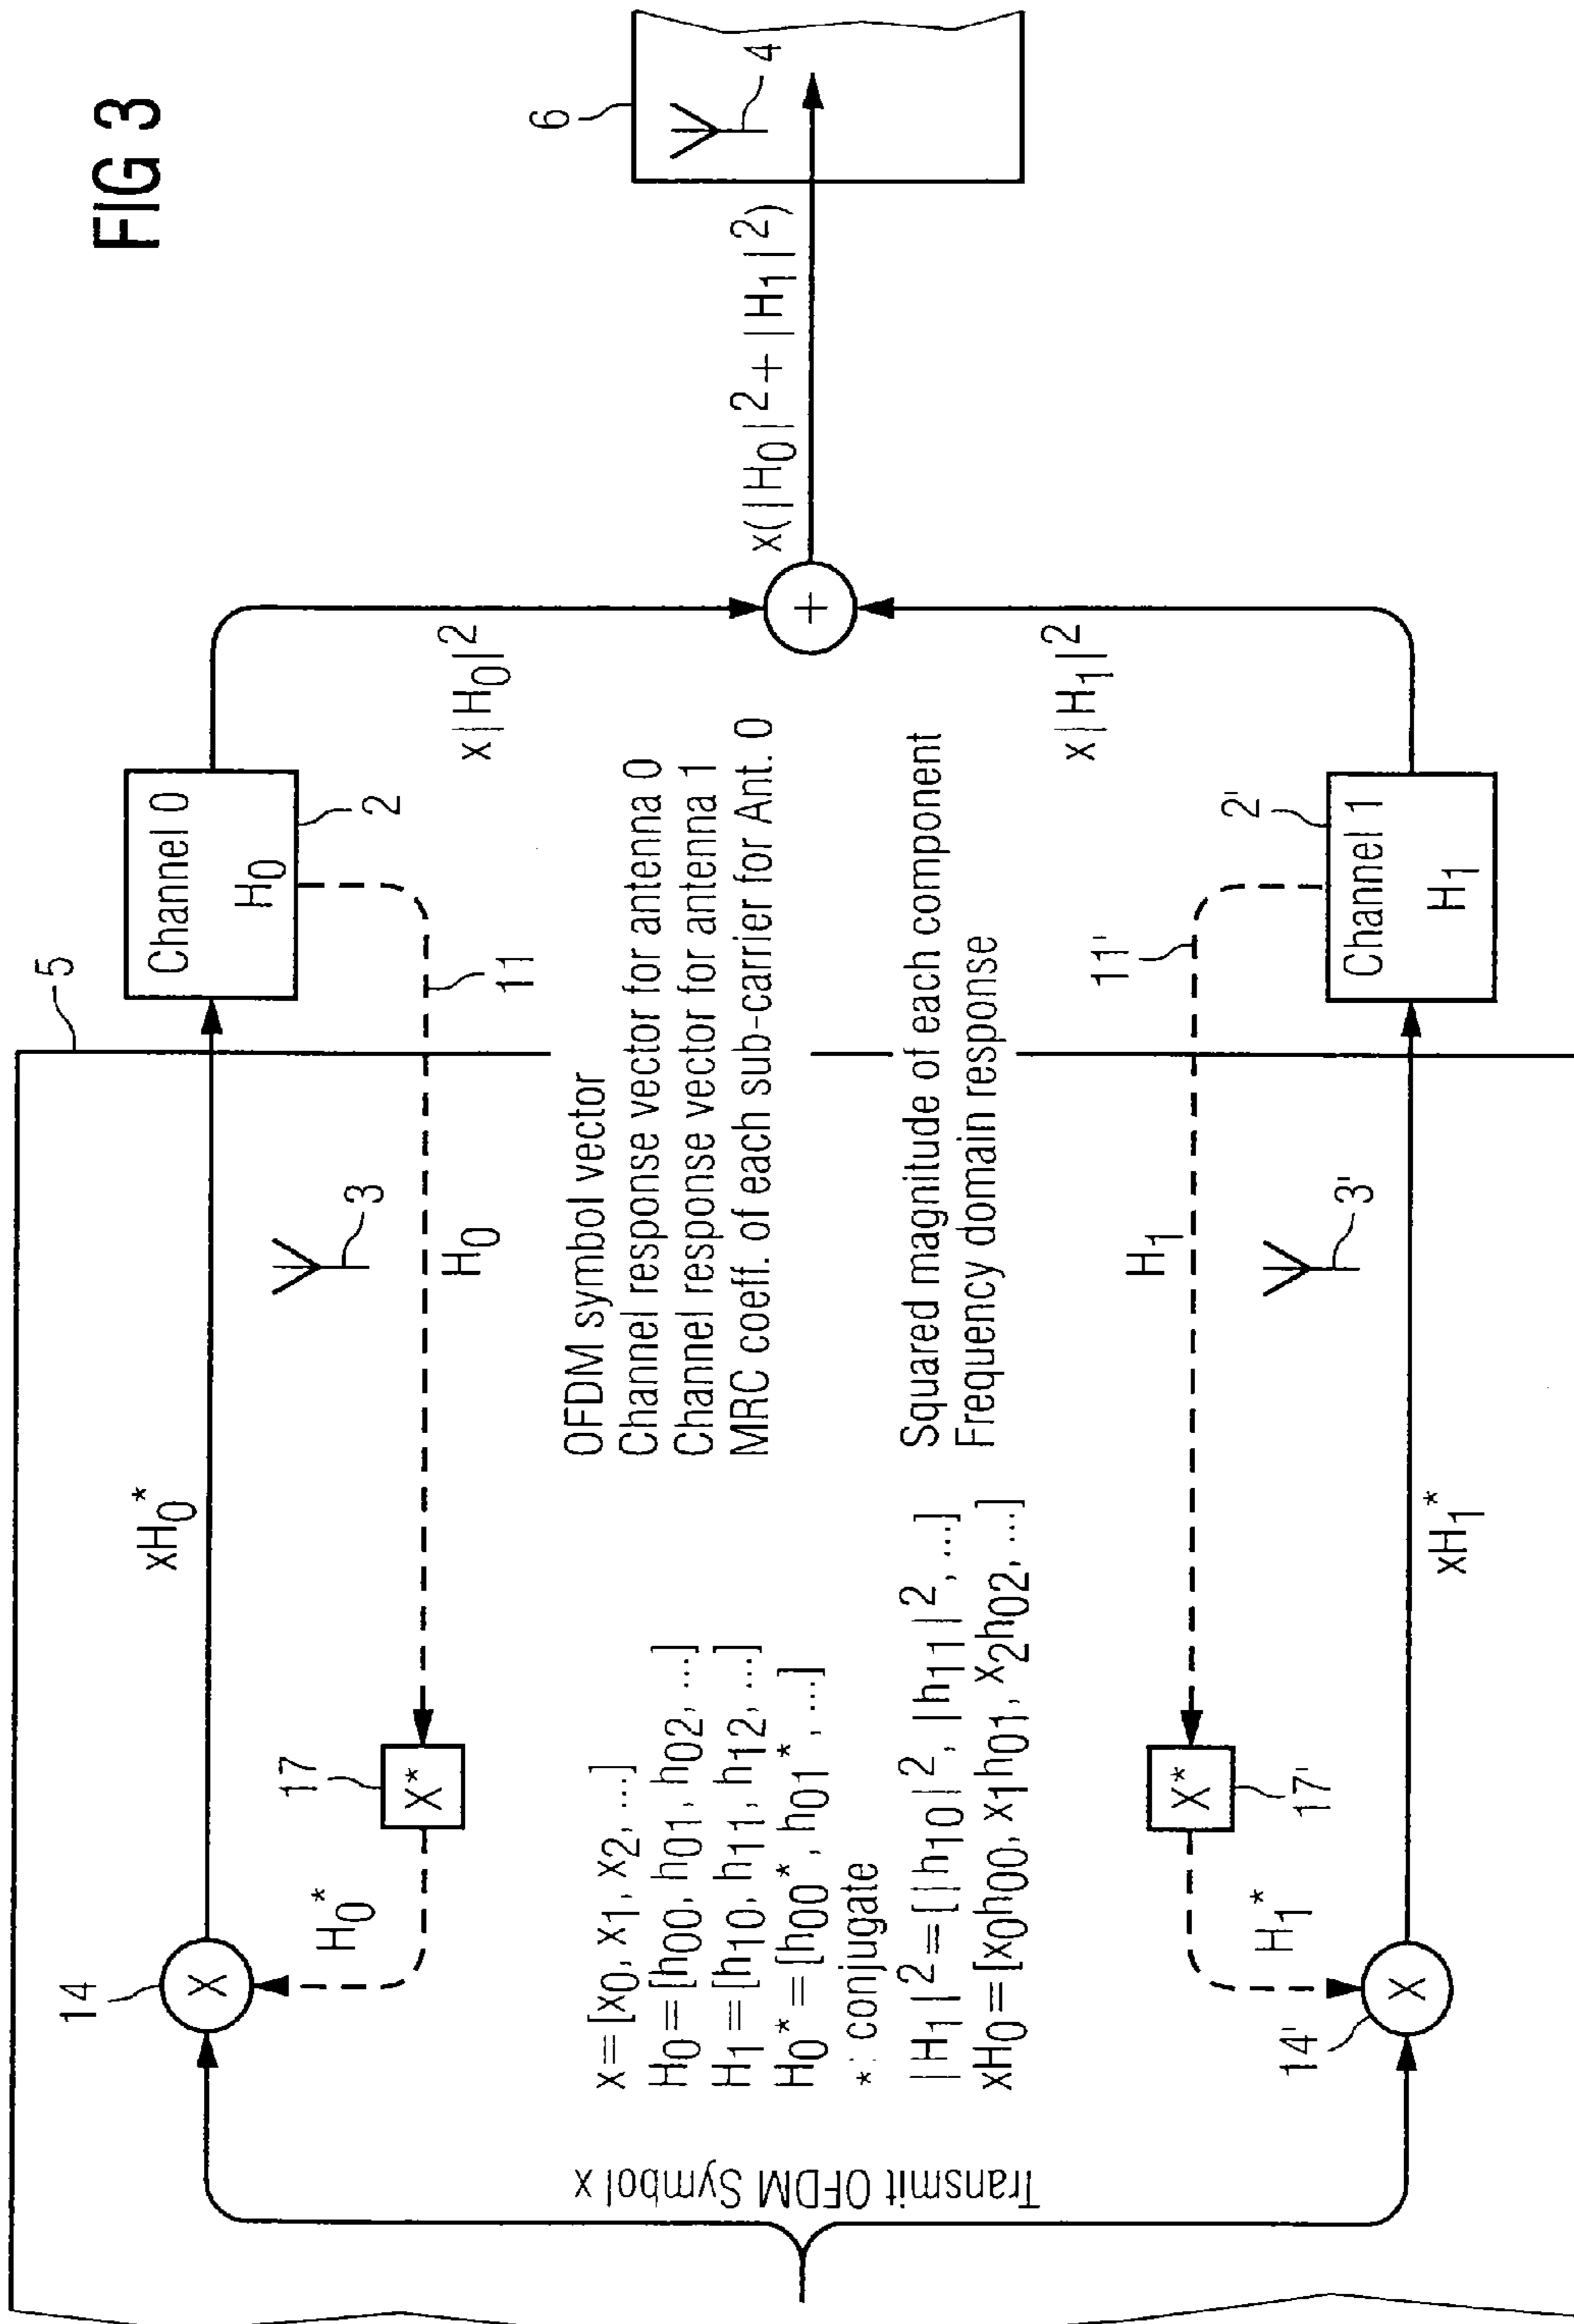 FIG 3
5
6
4
14
X
xH0*
Channel 0
H0
2
x|H0|²
H0*
17
X*
H0
3
11
x=[x0, x1, x2, ...] OFDM symbol vector
H0=[h00, h01, h02, ...] Channel response vector for antenna 0
H1=[h10, h11, h12, ...] Channel response vector for antenna 1
H0*=[h00*, h01*, ...] MRC coeff. of each sub-carrier for Ant. 0
*: conjugate
|H1|²=[|h10|², |h11|², ...] Squared magnitude of each component
xH0=[x0h00, x1h01, x2h02, ...] Frequency domain response
Transmit OFDM Symbol x
+
x(|H0|²+|H1|²)
X*
17'
H1*
H1
3'
11'
14'
X
xH1*
Channel 1
H1
2'
x|H1|²